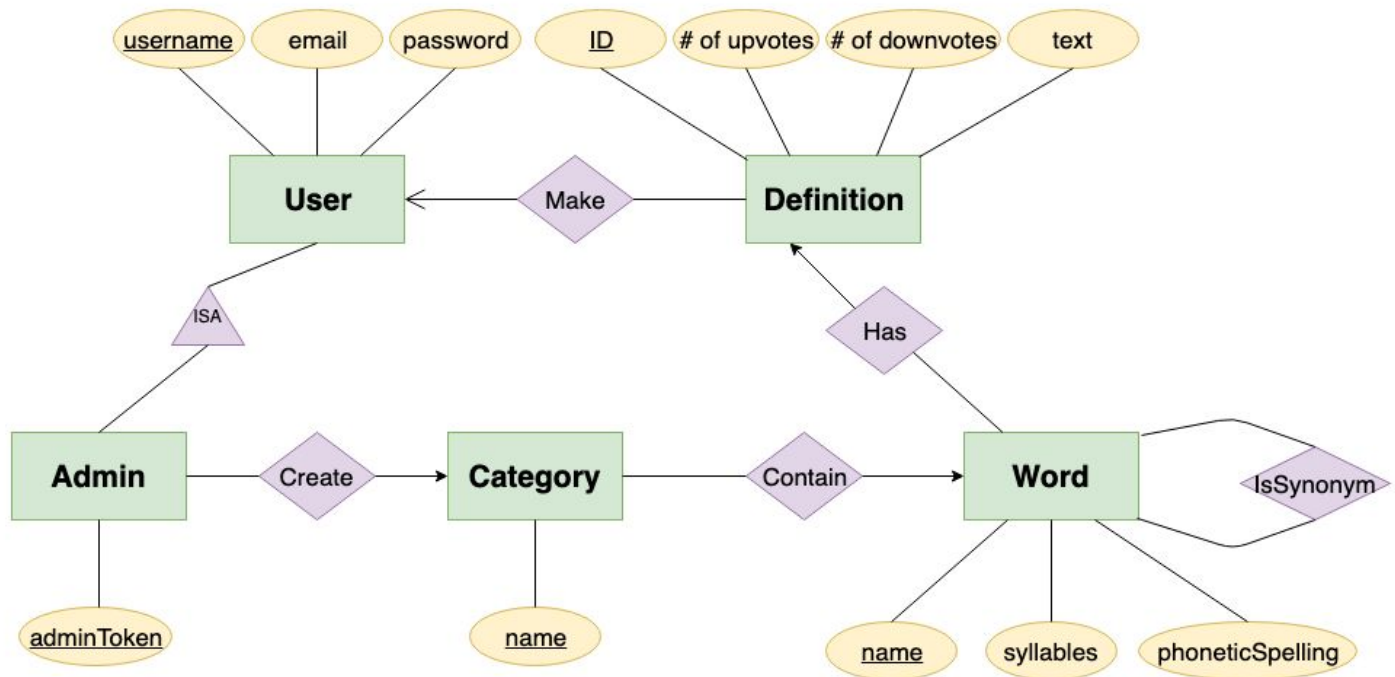 username
email
password
ID
# of upvotes
# of downvotes
text
User
Make
Definition
ISA
Has
Admin
Create
Category
Contain
Word
IsSynonym
adminToken
name
name
syllables
phoneticSpelling